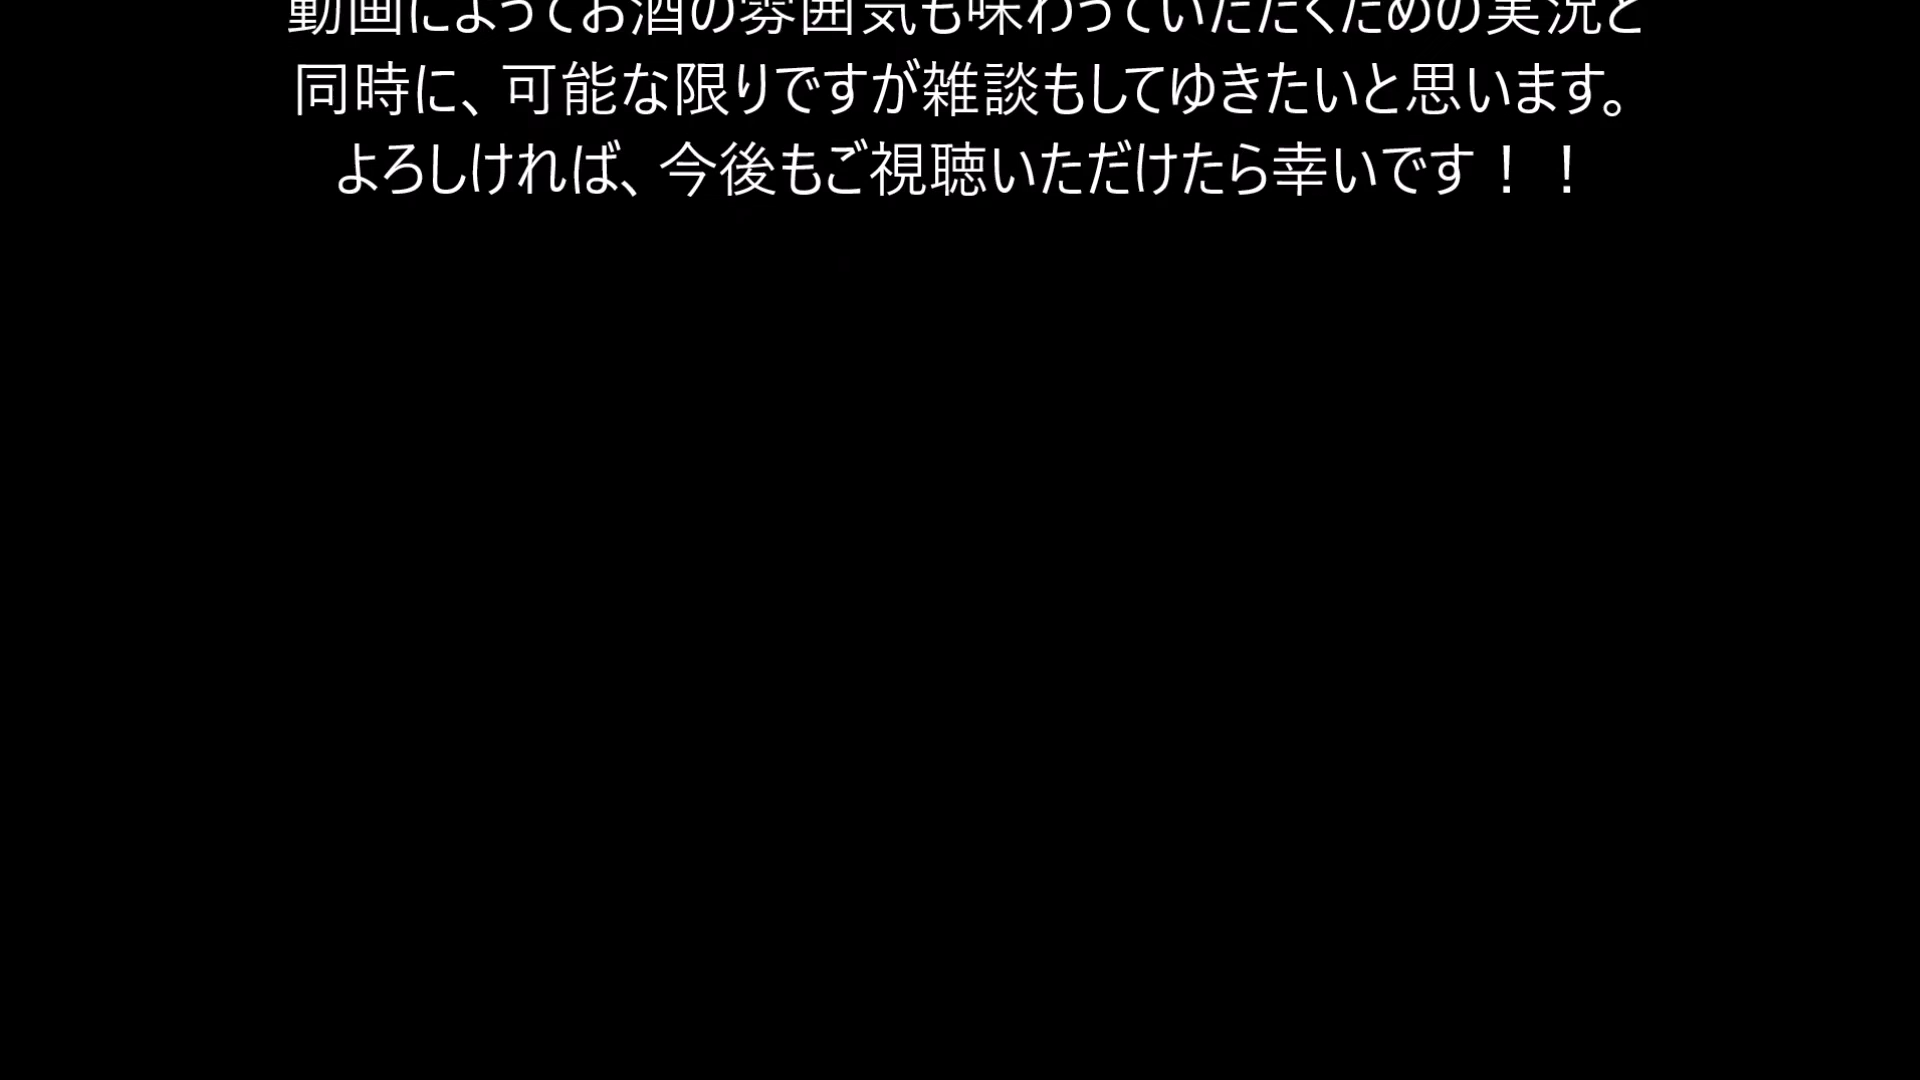 動画によってお酒の雰囲気も味わっていただくための実況と
同時に、可能な限りですが雑談もしてゆきたいと思います。
よろしければ、今後もご視聴いただけたら幸いです！！